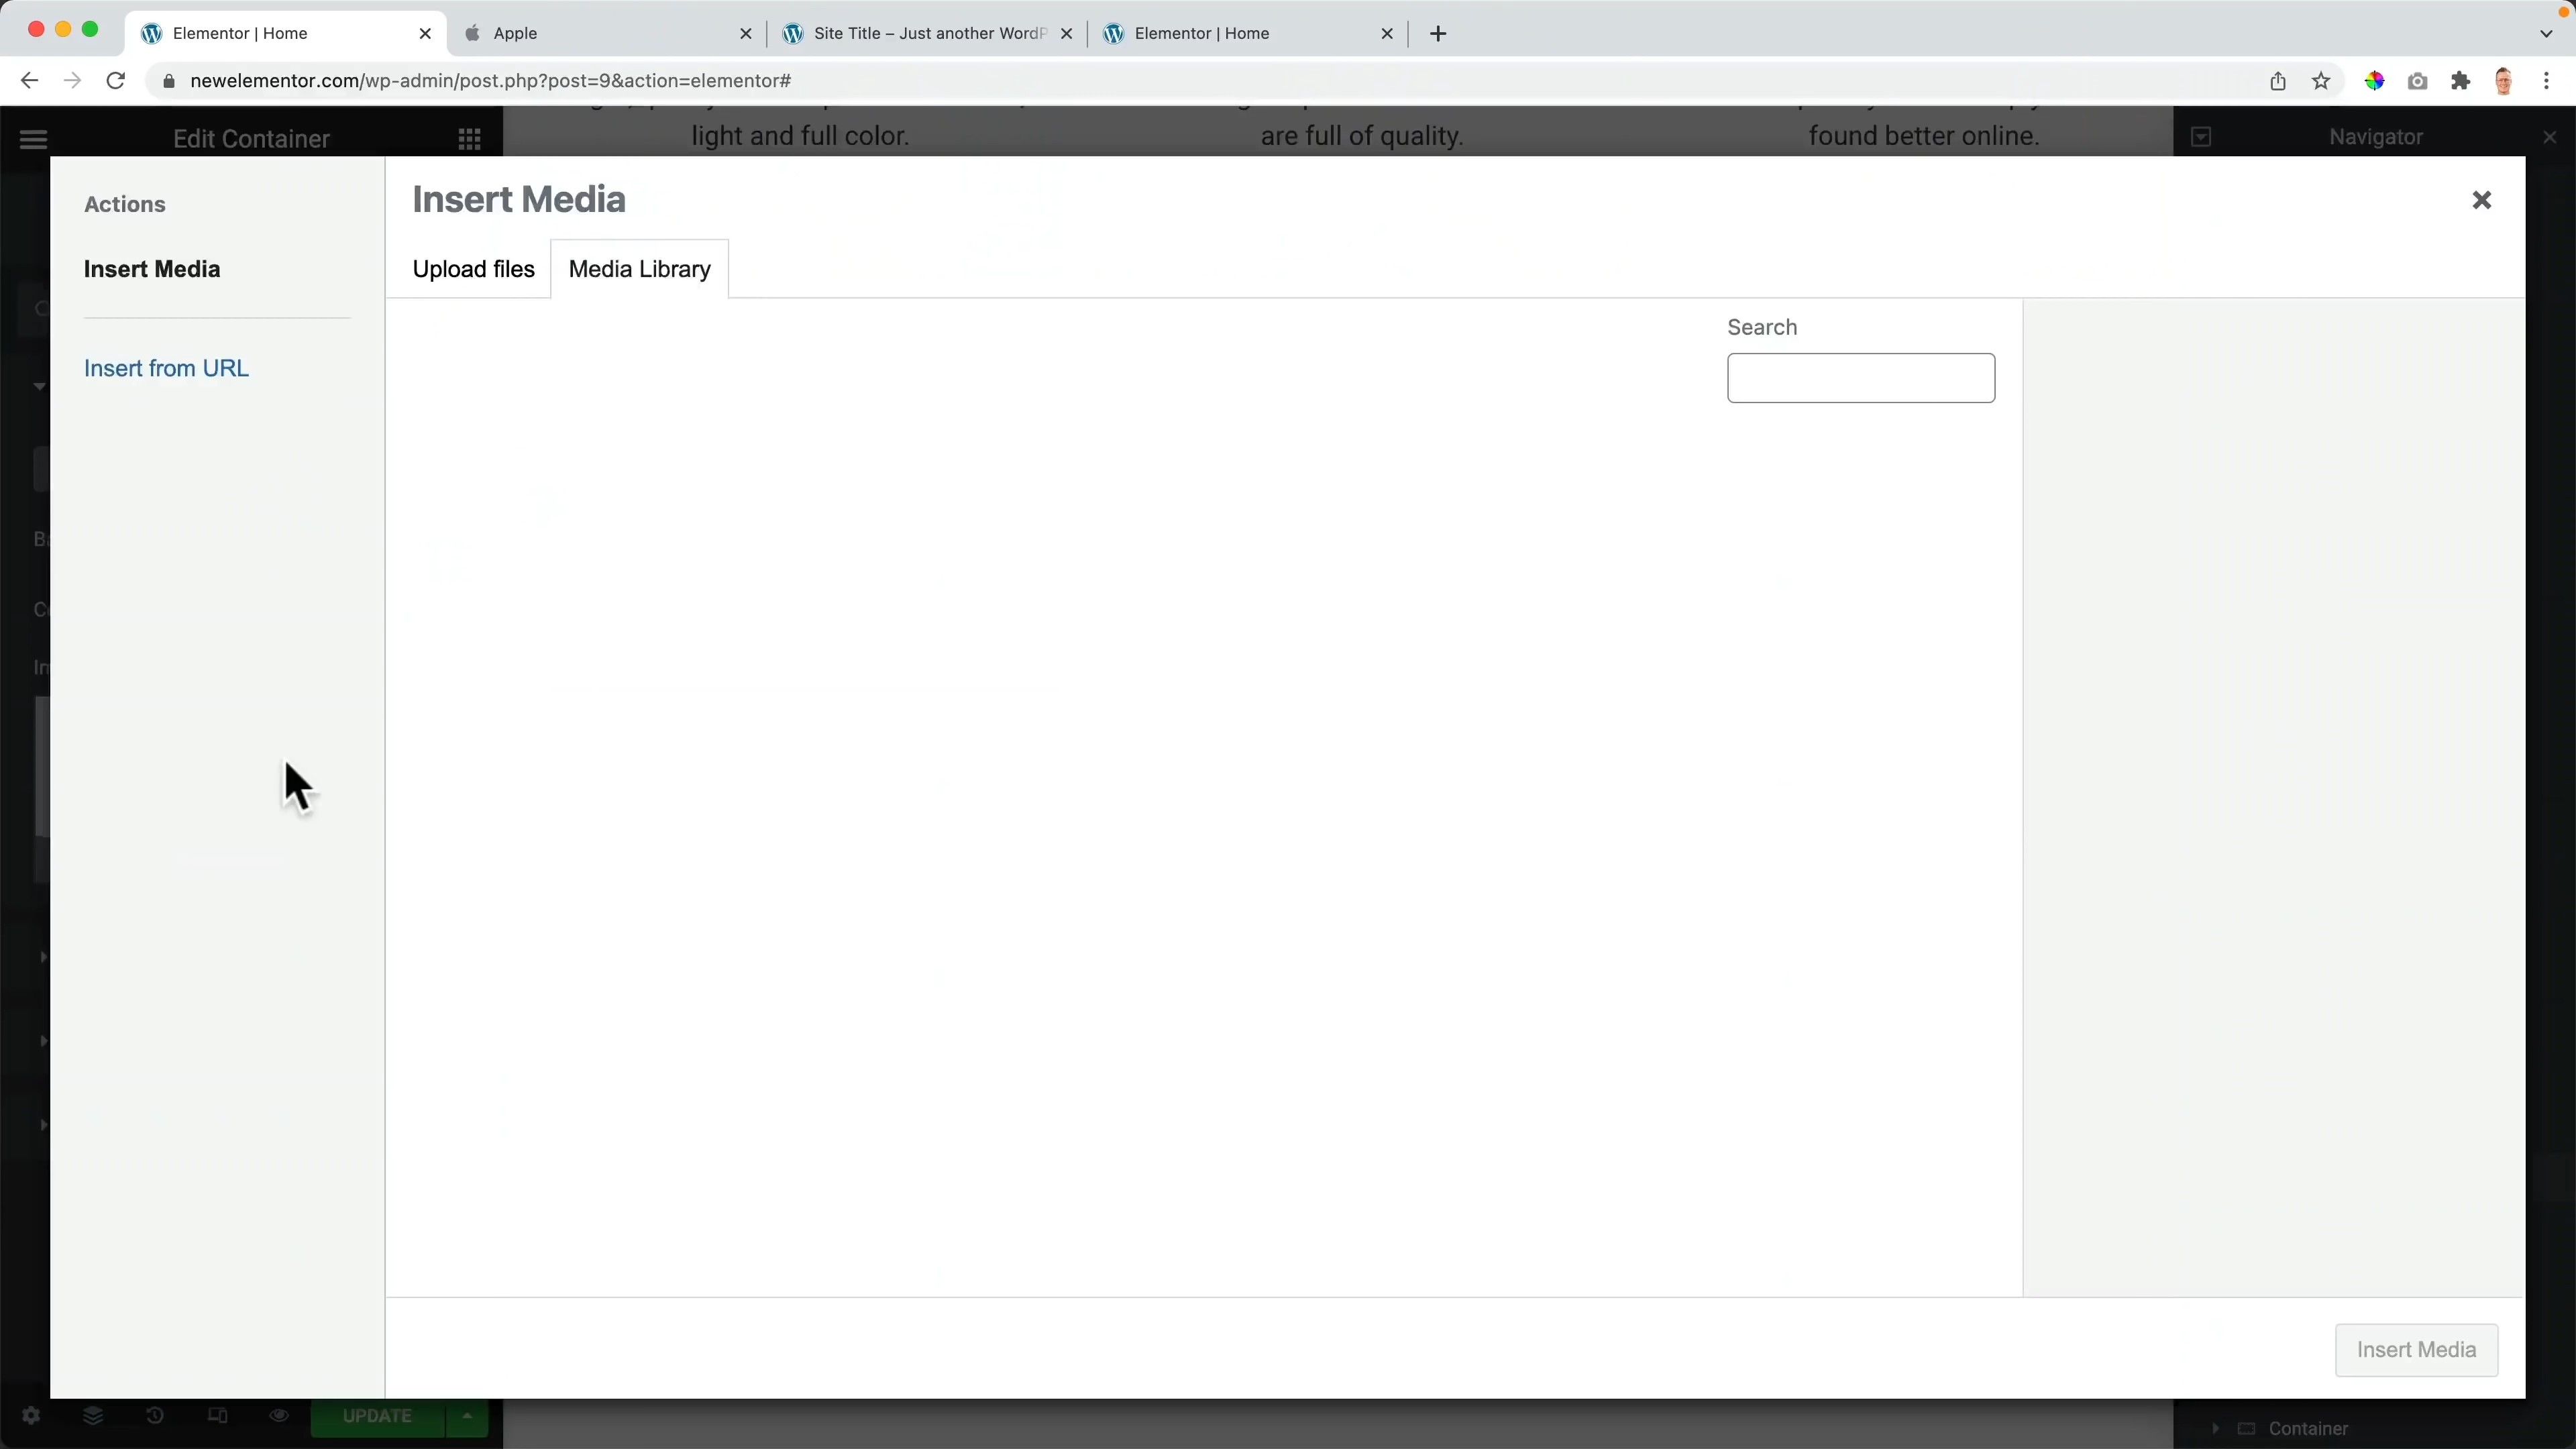 Elementor | Home
Apple
Site Title – Just another WordP
Elementor | Home
newelementor.com/wp-admin/post.php?post=9&action=elementor#
Edit Container
light and full color.
are full of quality.
found better online.
Navigator
Actions
Insert Media
Insert from URL
Insert Media
Upload files
Media Library
Search
Insert Media
UPDATE
Container